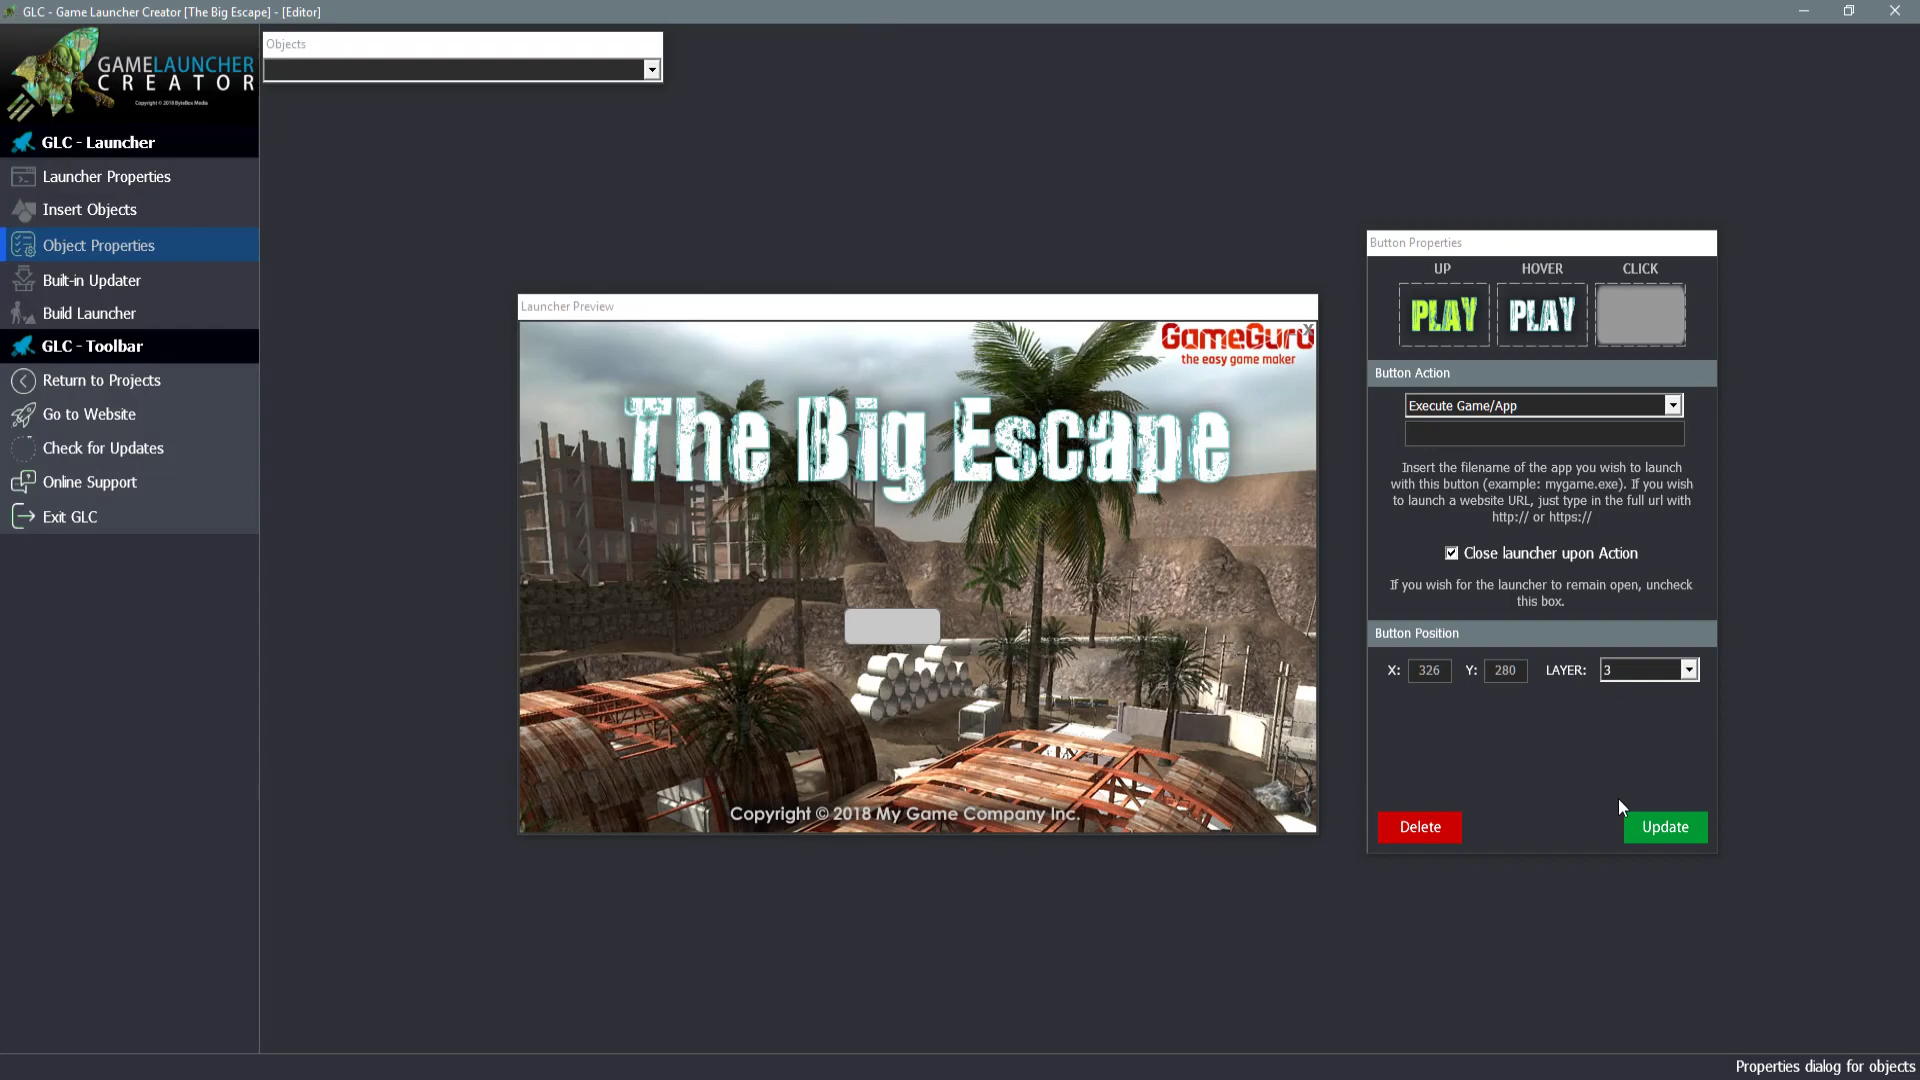 GLC - Game Launcher Creator [The Big Escape] - [Editor]
GAMELAUNCHER
CREATOR
Copyright © 2018 ByteBox Media
GLC - Launcher
Launcher Properties
Insert Objects
Object Properties
Built-in Updater
Build Launcher
GLC - Toolbar
Return to Projects
Go to Website
Check for Updates
Online Support
Exit GLC
Objects
Launcher Preview
X
GameGuru
the easy game maker
The Big Escape
Copyright © 2018 My Game Company Inc.
Button Properties
UP HOVER CLICK
PLAY PLAY
Button Action
Execute Game/App
Insert the filename of the app you wish to launch
with this button (example: mygame.exe). If you wish
to launch a website URL, just type in the full url with
http:// or https://
Close launcher upon Action
If you wish for the launcher to remain open, uncheck
this box.
Button Position
X: 326 Y: 280 LAYER: 3
Delete Update
Properties dialog for objects